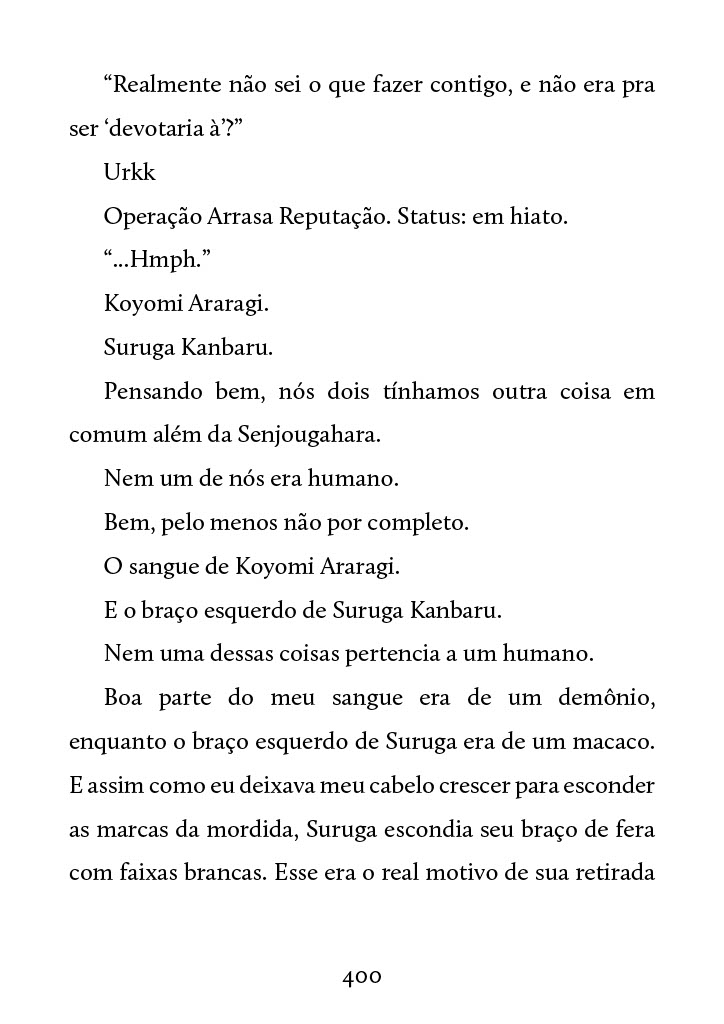 “Realmente não sei o que fazer contigo, e não era pra
ser ‘devotaria à’?”
Urkk
Operação Arrasa Reputação. Status: em hiato.
“...Hmph.”
Koyomi Araragi.
Suruga Kanbaru.
Pensando bem, nós dois tínhamos outra coisa em
comum além da Senjougahara.
Nem um de nós era humano.
Bem, pelo menos não por completo.
O sangue de Koyomi Araragi.
E o braço esquerdo de Suruga Kanbaru.
Nem uma dessas coisas pertencia a um humano.
Boa parte do meu sangue era de um demônio,
enquanto o braço esquerdo de Suruga era de um macaco.
E assim como eu deixava meu cabelo crescer para esconder
as marcas da mordida, Suruga escondia seu braço de fera
com faixas brancas. Esse era o real motivo de sua retirada
400